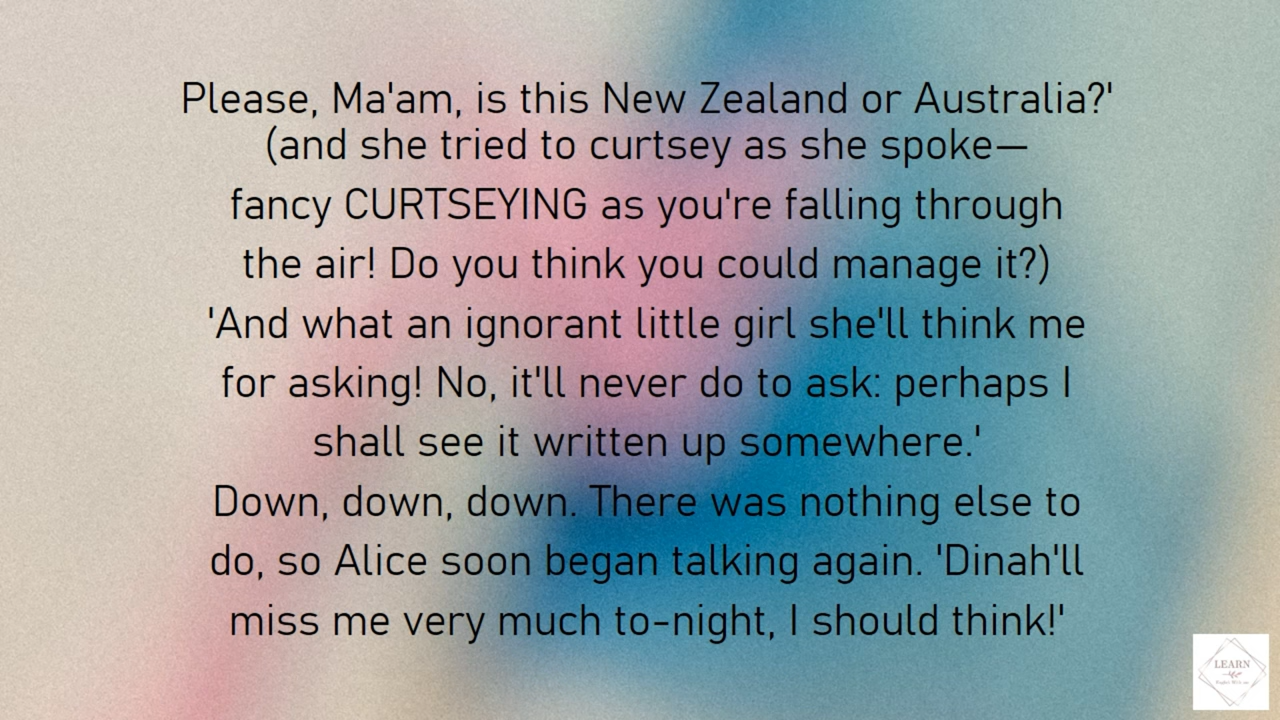 Please, Ma'am, is this New Zealand or Australia?'
(and she tried to curtsey as she spoke—
fancy CURTSEYING as you're falling through
the air! Do you think you could manage it?)
'And what an ignorant little girl she'll think me
for asking! No, it'll never do to ask: perhaps I
shall see it written up somewhere.'
Down, down, down. There was nothing else to
do, so Alice soon began talking again. 'Dinah'll
miss me very much to-night, I should think!'
LEARN